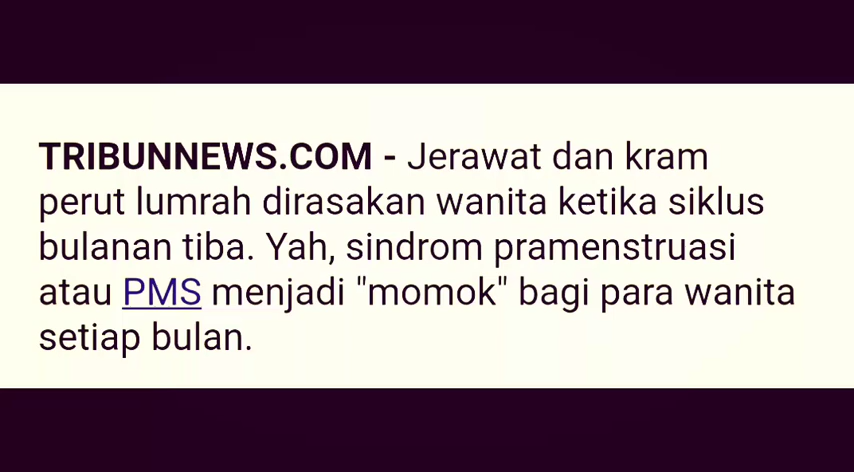 TRIBUNNEWS.COM - Jerawat dan kram
perut lumrah dirasakan wanita ketika siklus
bulanan tiba. Yah, sindrom pramenstruasi
atau PMS menjadi "momok" bagi para wanita
setiap bulan.